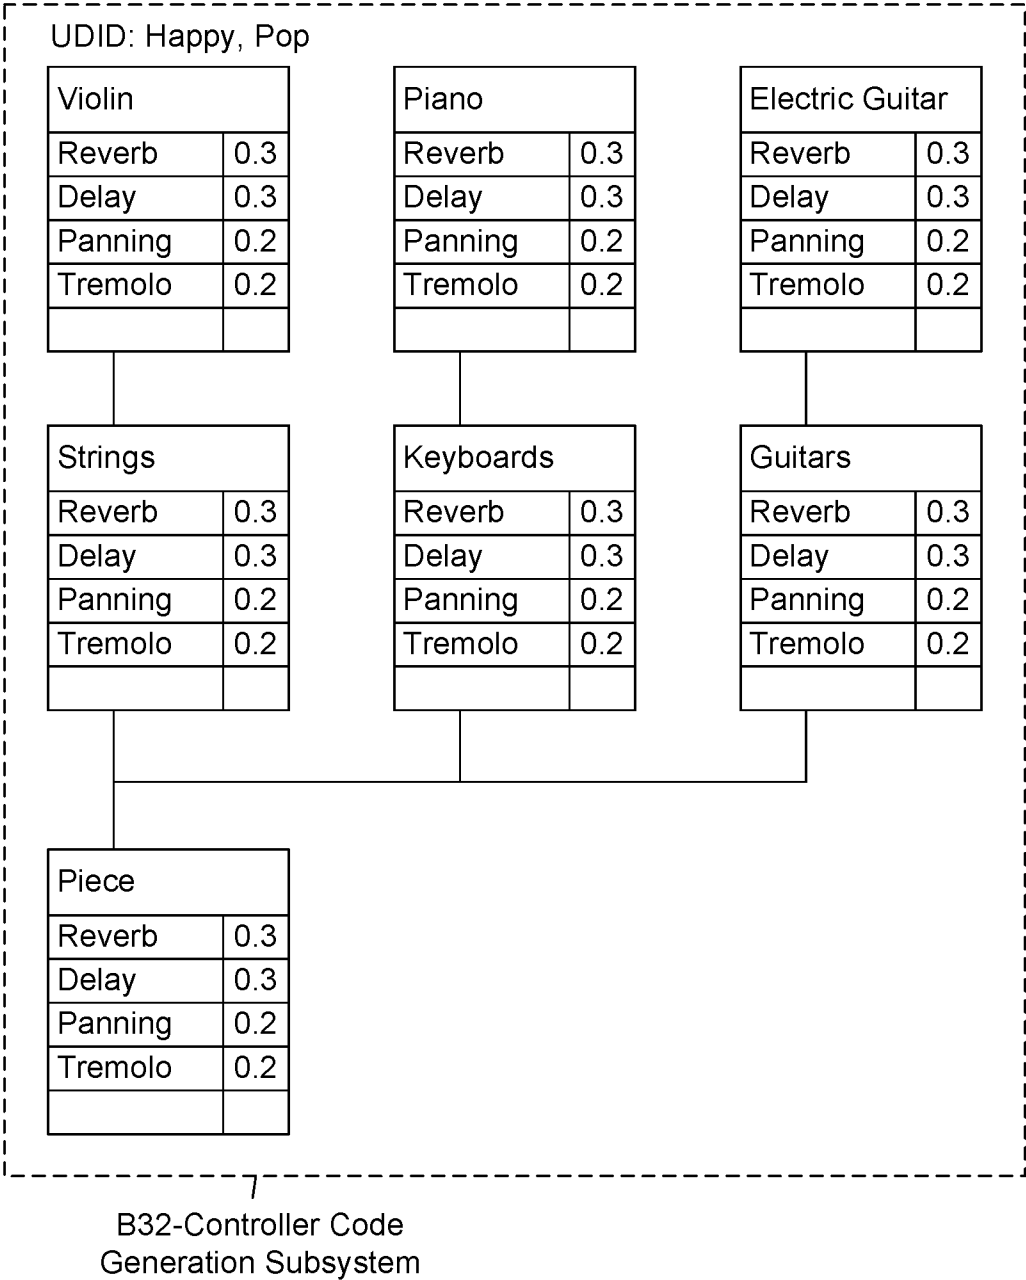 UDID: Happy, Pop
Violin
Reverb 0.3
Delay 0.3
Panning 0.2
Tremolo 0.2
Piano
Reverb 0.3
Delay 0.3
Panning 0.2
Tremolo 0.2
Electric Guitar
Reverb 0.3
Delay 0.3
Panning 0.2
Tremolo 0.2
Strings
Reverb 0.3
Delay 0.3
Panning 0.2
Tremolo 0.2
Keyboards
Reverb 0.3
Delay 0.3
Panning 0.2
Tremolo 0.2
Guitars
Reverb 0.3
Delay 0.3
Panning 0.2
Tremolo 0.2
Piece
Reverb 0.3
Delay 0.3
Panning 0.2
Tremolo 0.2
B32-Controller Code
Generation Subsystem